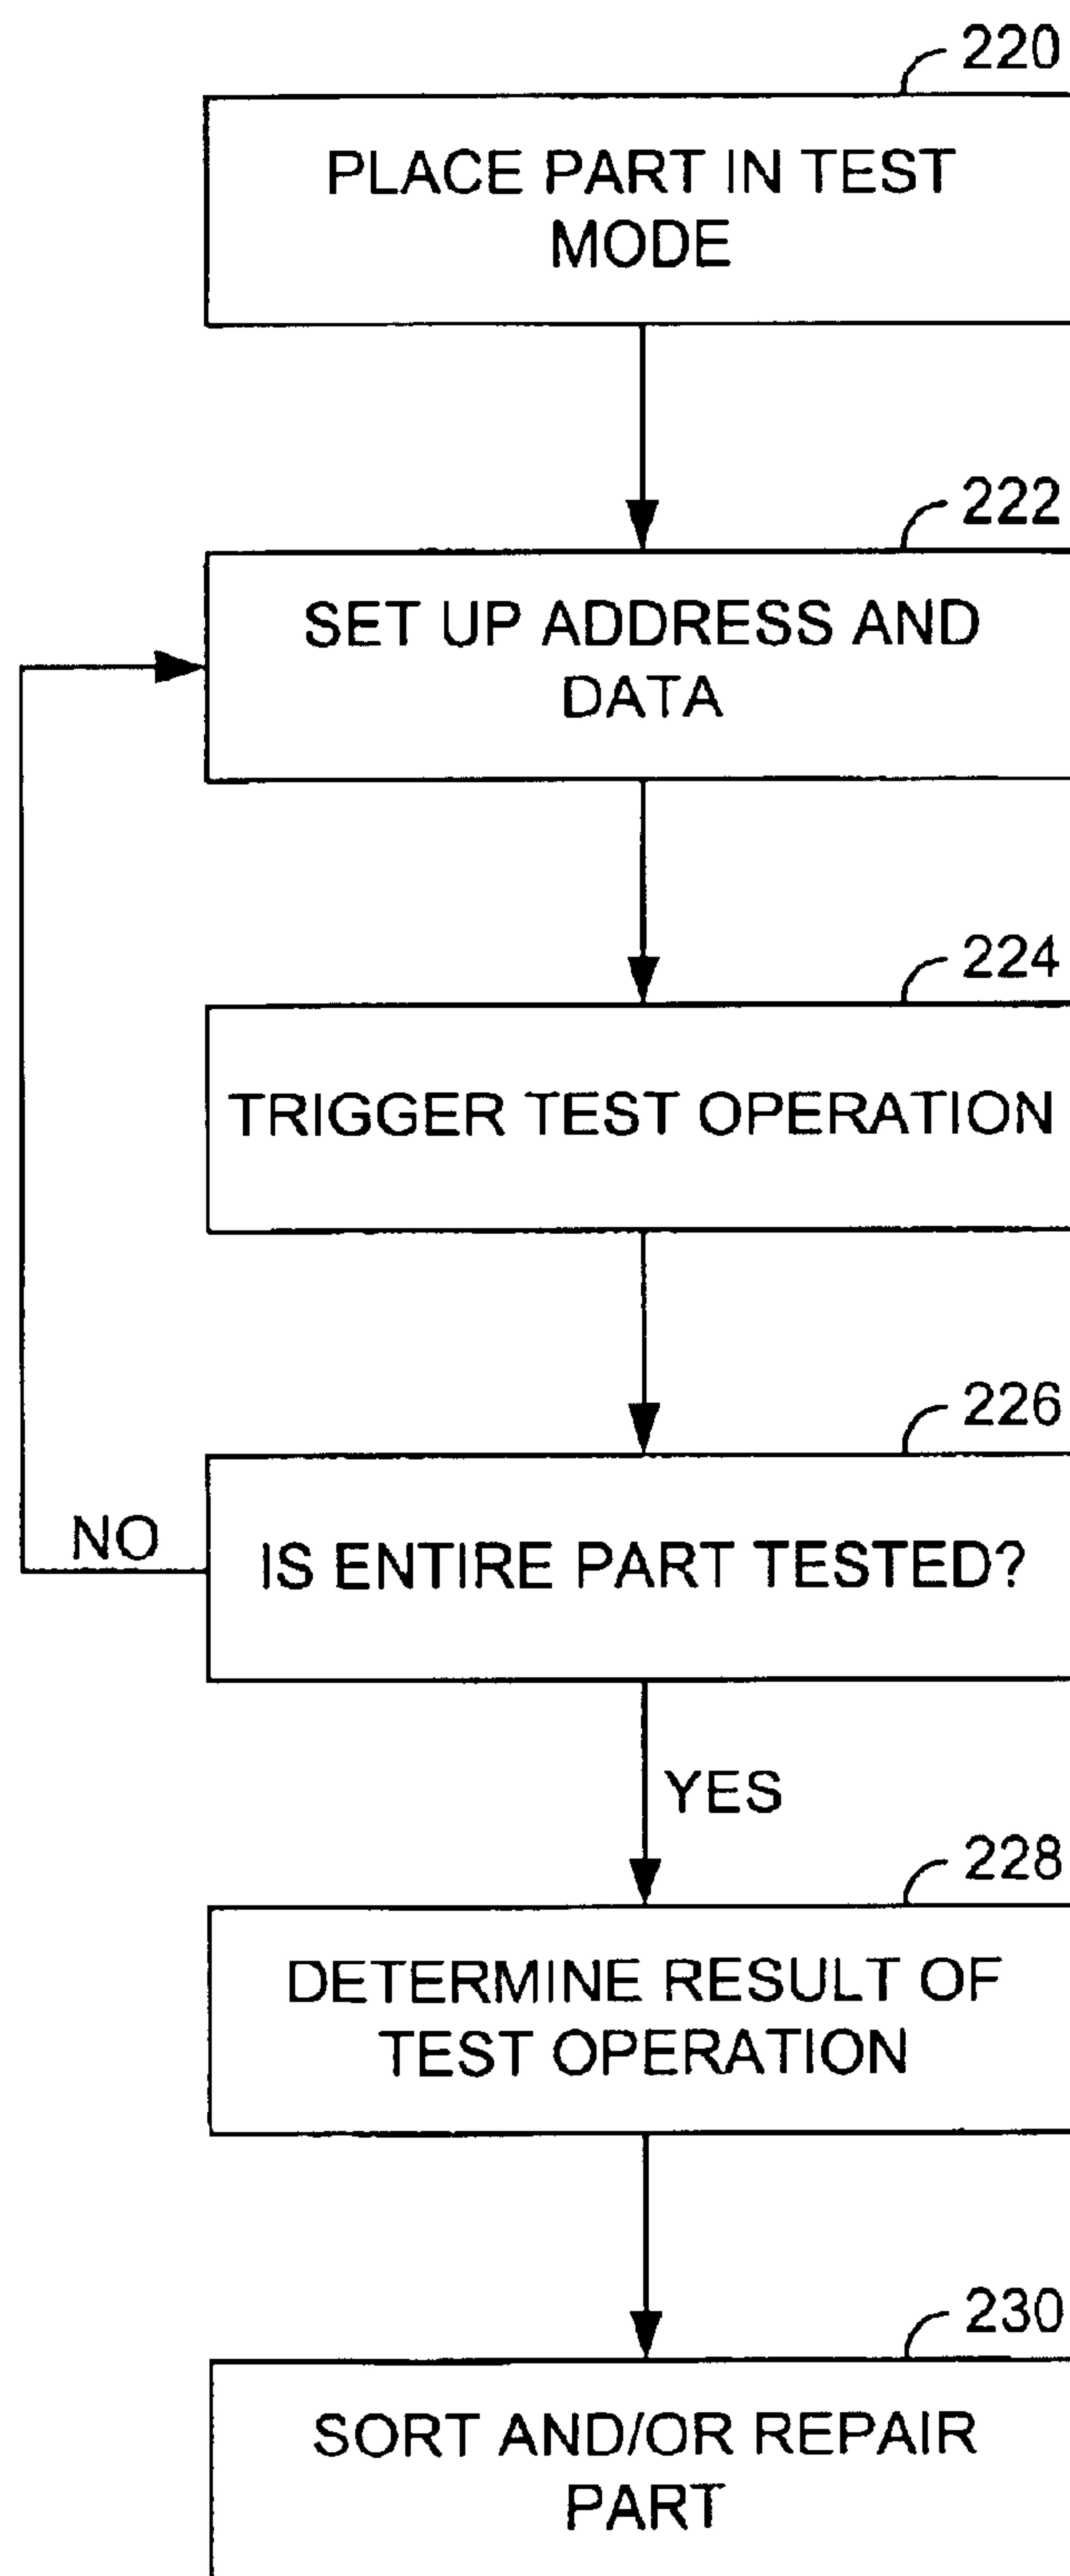 220
PLACE PART IN TEST
MODE
222
SET UP ADDRESS AND
DATA
224
TRIGGER TEST OPERATION
226
IS ENTIRE PART TESTED?
NO
YES
228
DETERMINE RESULT OF
TEST OPERATION
230
SORT AND/OR REPAIR
PART